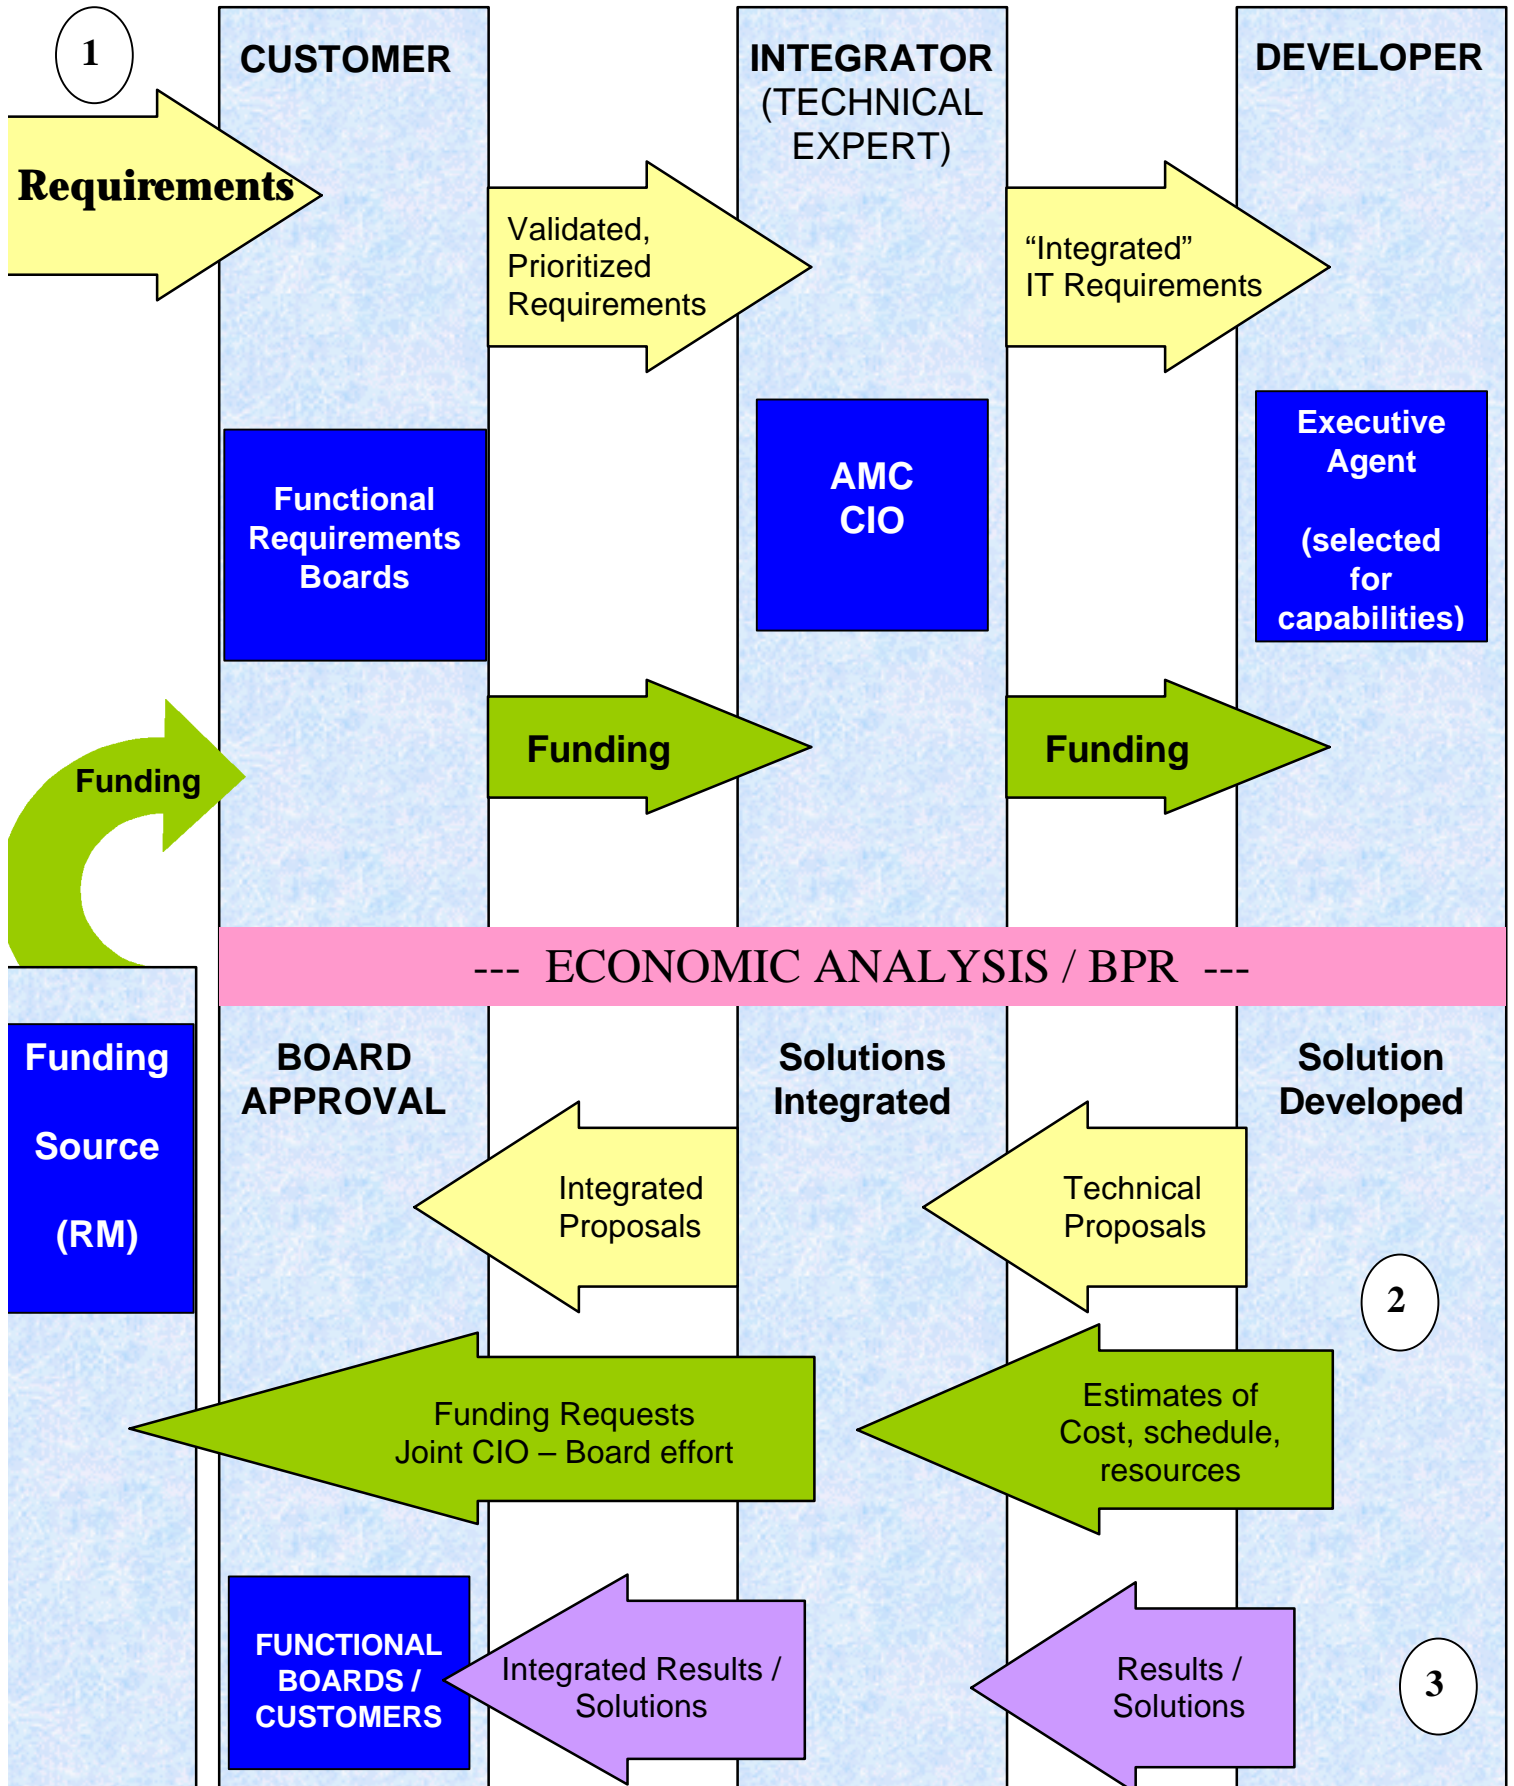 1
CUSTOMER
INTEGRATOR
(TECHNICAL
EXPERT)
DEVELOPER
Requirements
Validated,
Prioritized
Requirements
“Integrated”
IT Requirements
Functional
Requirements
Boards
AMC
CIO
Executive
Agent
(selected
for
capabilities)
Funding
Funding
Funding
--- ECONOMIC ANALYSIS / BPR ---
Funding
Source
(RM)
BOARD
APPROVAL
Solutions
Integrated
Solution
Developed
Integrated
Proposals
Technical
Proposals
2
Funding Requests
Joint CIO – Board effort
Estimates of
Cost, schedule,
resources
FUNCTIONAL
BOARDS /
CUSTOMERS
Integrated Results /
Solutions
Results /
Solutions
3